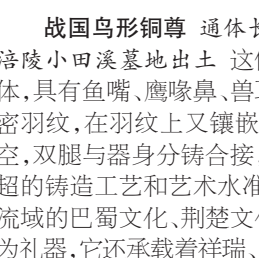 战国鸟形铜尊 通体长
涪陵小田溪墓地出土 这件
体,具有鱼嘴、鹰喙鼻、兽耳
密羽纹,在羽纹上又镶嵌
空,双腿与器身分铸合接,
超的铸造工艺和艺术水准
流域的巴蜀文化、荆楚文化
为礼器,它还承载着祥瑞、